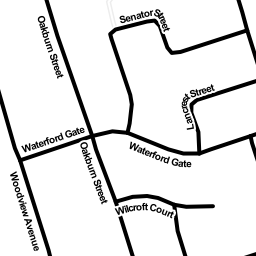 Senator Street
Oakburn Street
Lancrest Street
Waterford Gate
Waterford Gate
Oakburn Street
Woodview Avenue
Wilcroft Court